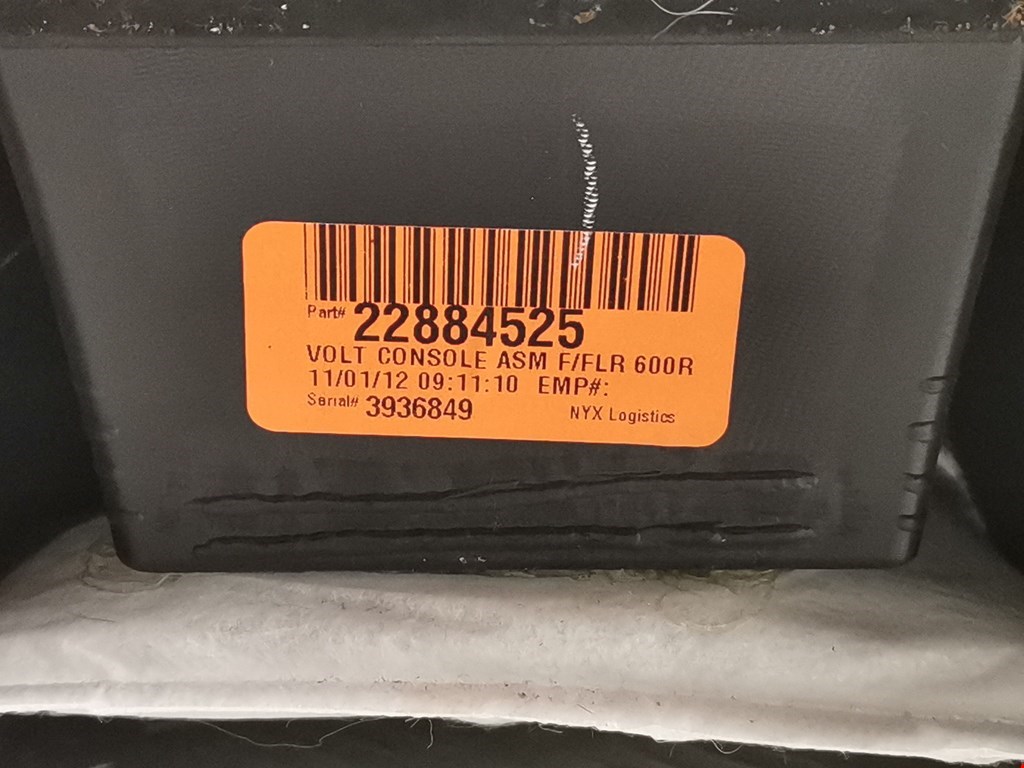 Part# 22884525
VOLT CONSOLE ASM F/FLR 600R
11/01/12 09:11:10 EMP#:
Serial# 3936849 NYX Logistics